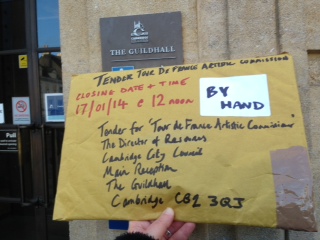 THE GUILDHALL
TENDER TOUR DE FRANCE ARTISTIC COMMISSION
CLOSING DATE + TIME
17/01/14 @ 12 noon
BY
HAND
Tender for 'Tour de France Artistic Commission'
The Director of Resources
Cambridge City Council
Main Reception
The Guildhall
Cambridge CB2 3QJ
Pull